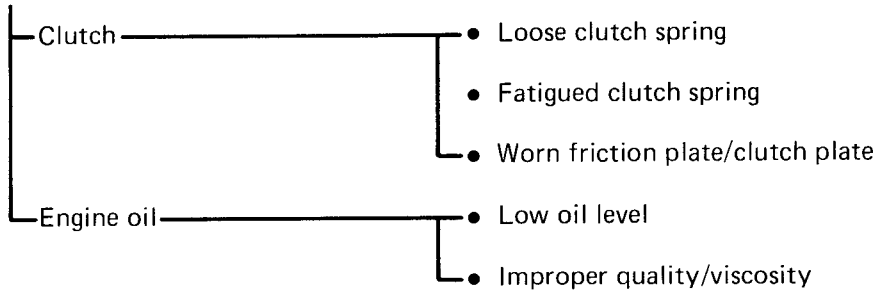 Clutch
• Loose clutch spring
• Fatigued clutch spring
• Worn friction plate/clutch plate
Engine oil
• Low oil level
• Improper quality/viscosity